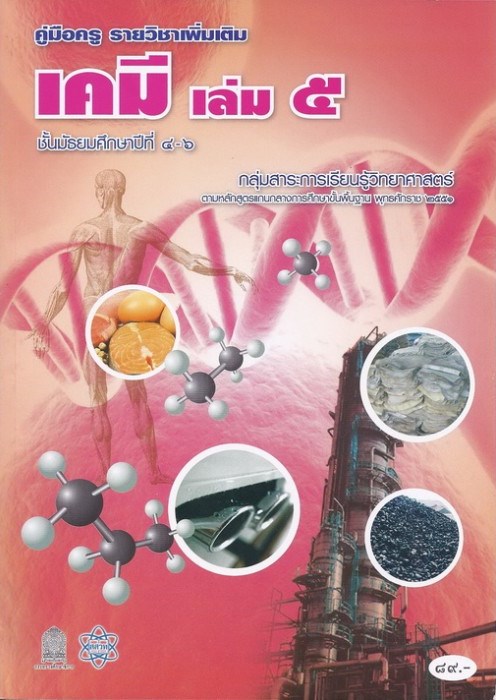 คู่มือครู รายวิชาเพิ่มเติม
เคมี เล่ม ๕
ชั้นมัธยมศึกษาปีที่ ๔-๖
กลุ่มสาระการเรียนรู้วิทยาศาสตร์
ตามหลักสูตรแกนกลางการศึกษาขั้นพื้นฐาน พุทธศักราช ๒๕๕๑
สสวท
๘๙.-